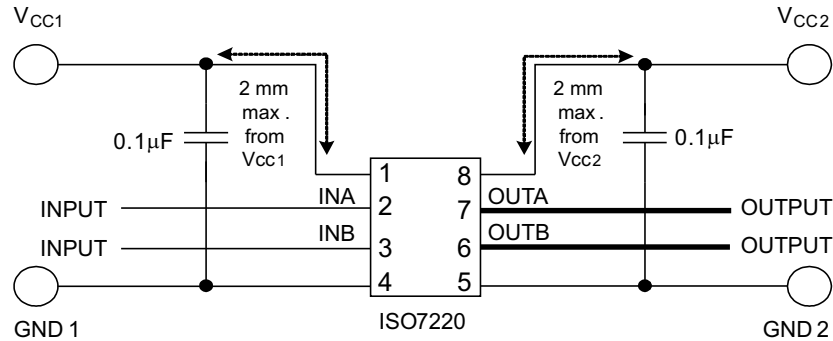 VCC1
VCC2
2 mm
max .
from
VCC1
2 mm
max .
from
VCC2
0.1μF
0.1μF
1
8
INPUT
INA
2
7
OUTA
OUTPUT
INPUT
INB
3
6
OUTB
OUTPUT
4
5
GND 1
ISO7220
GND 2